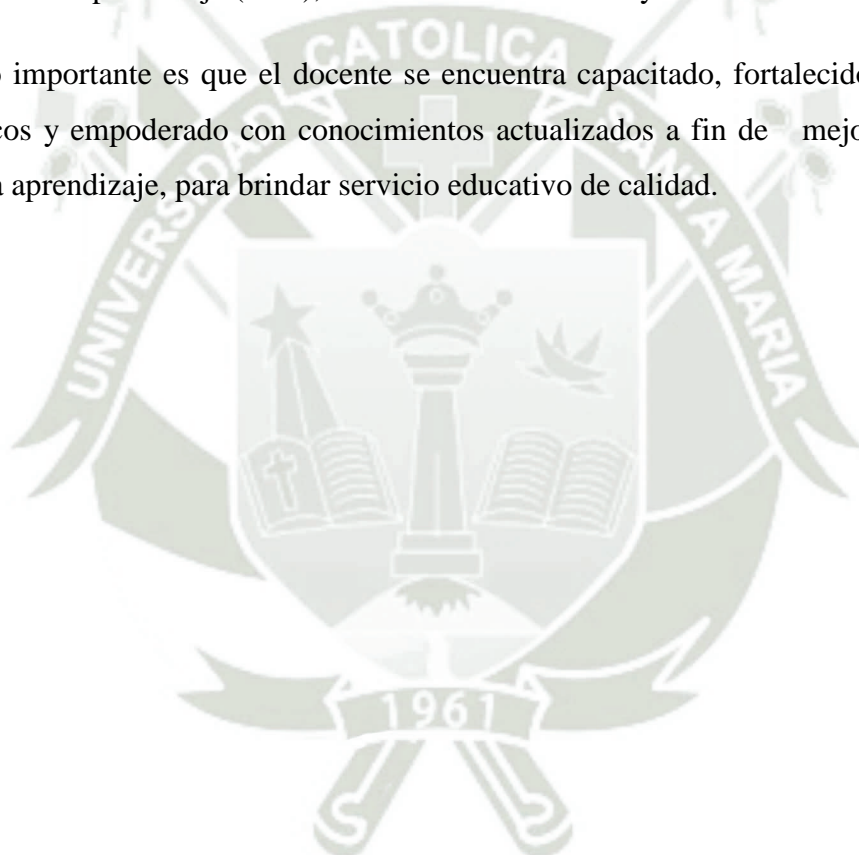 importante es que el docente se encuentra capacitado, fortalecido
y empoderado con conocimientos actualizados a fin de mejo
aprendizaje, para brindar servicio educativo de calidad.
UNIVERSIDAD CATOLICA SANTA MARIA
1961